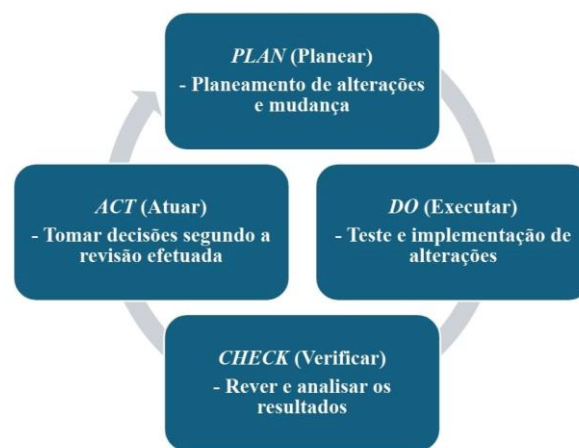 PLAN (Planear)
- Planeamento de alterações
e mudança
DO (Executar)
- Teste e implementação de
alterações
CHECK (Verificar)
- Rever e analisar os
resultados
ACT (Atuar)
- Tomar decisões segundo a
revisão efetuada